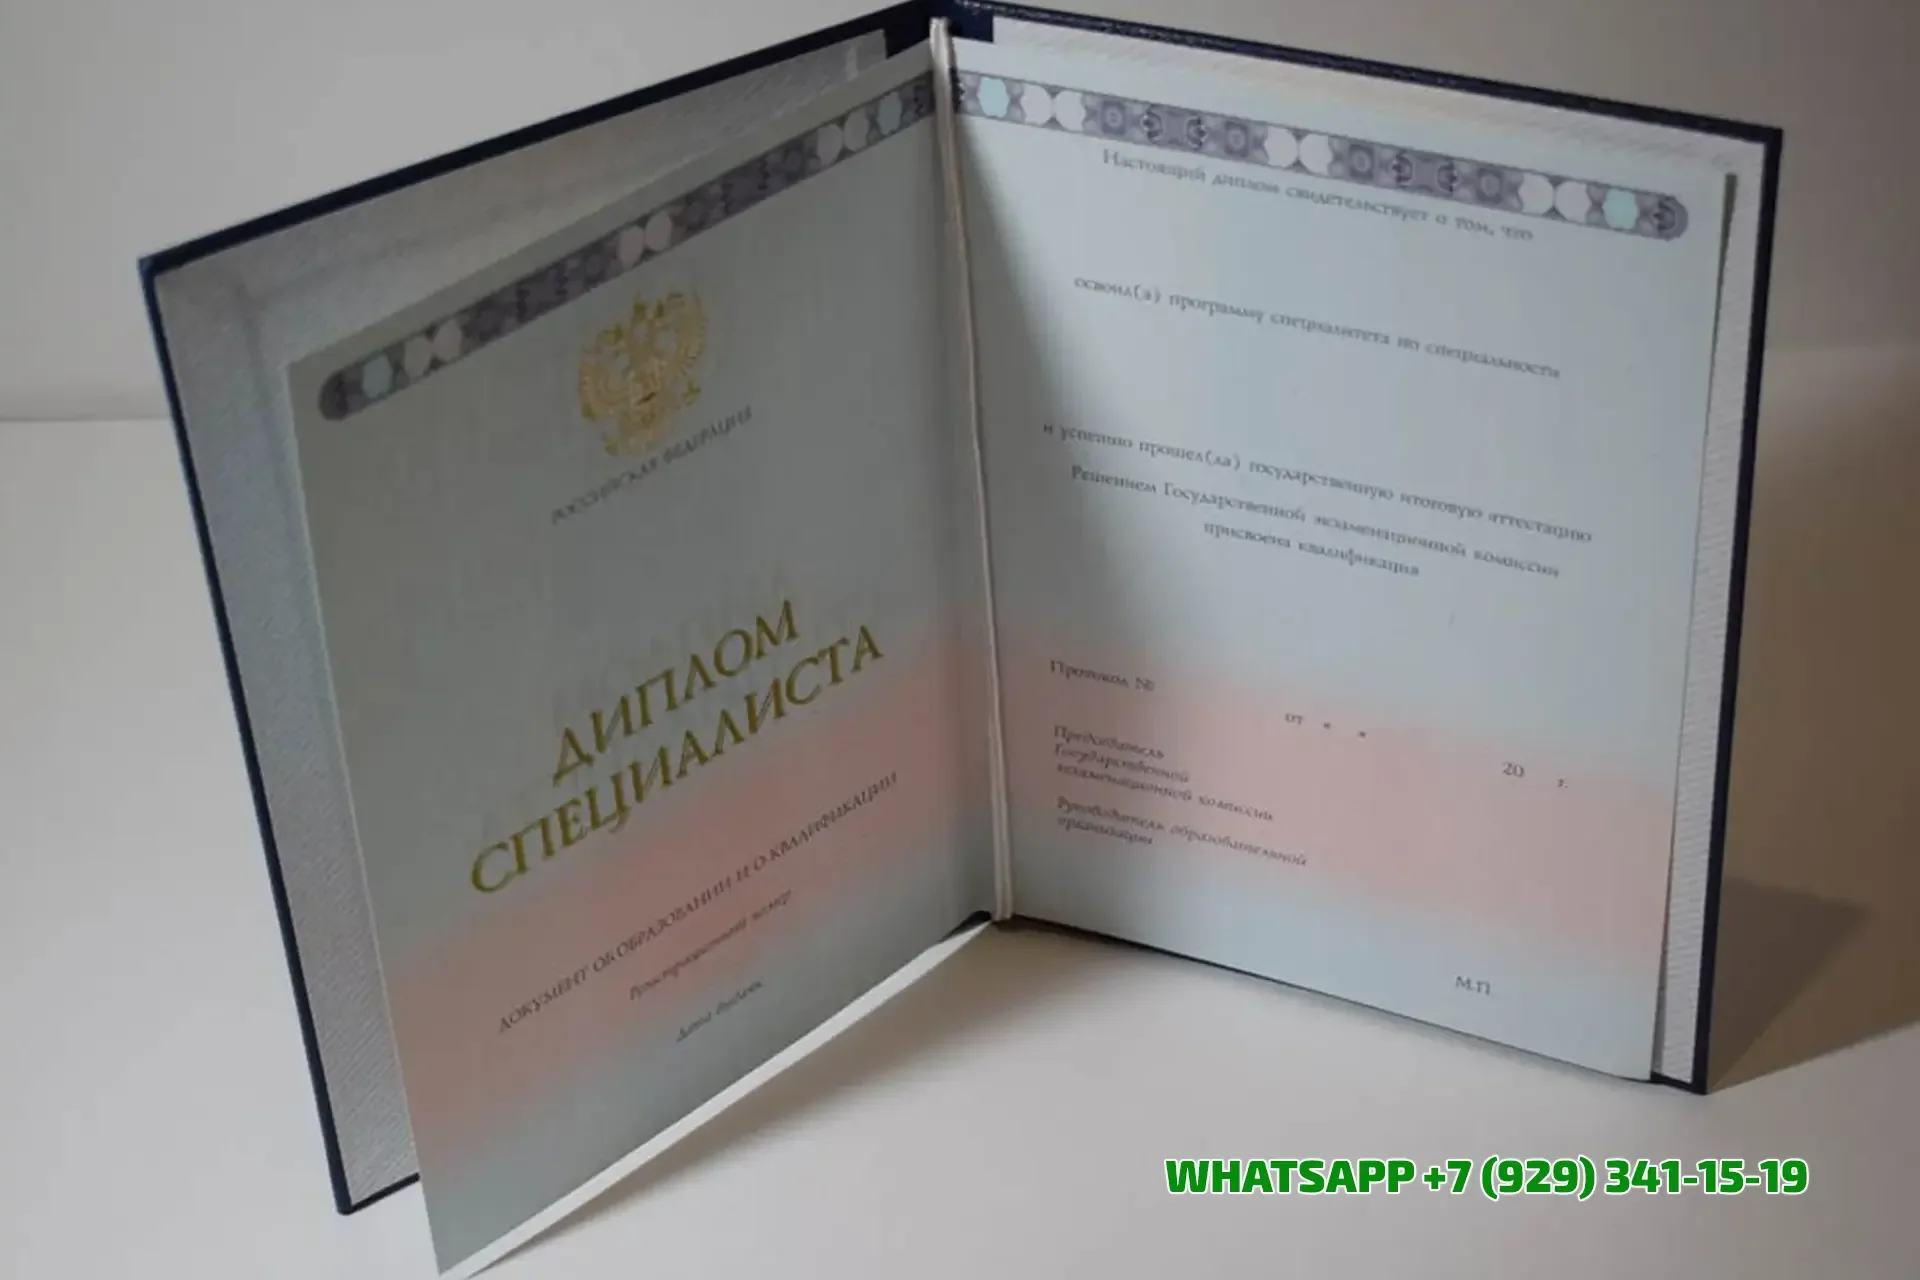 РОССИЙСКАЯ ФЕДЕРАЦИЯ
ДИПЛОМ
СПЕЦИАЛИСТА
ДОКУМЕНТ ОБ ОБРАЗОВАНИИ И О КВАЛИФИКАЦИИ
Регистрационный номер
Дата выдачи
Настоящий диплом свидетельствует о том, что
освоил(а) программу специалитета по специальности
и успешно прошел(ла) государственную итоговую аттестацию
Решением Государственной экзаменационной комиссии
присвоена квалификация
Протокол №
от « »
20 г.
Председатель
Государственной
экзаменационной комиссии
Руководитель образовательной
организации
М.П.
WHATSAPP +7 (929) 341-15-19